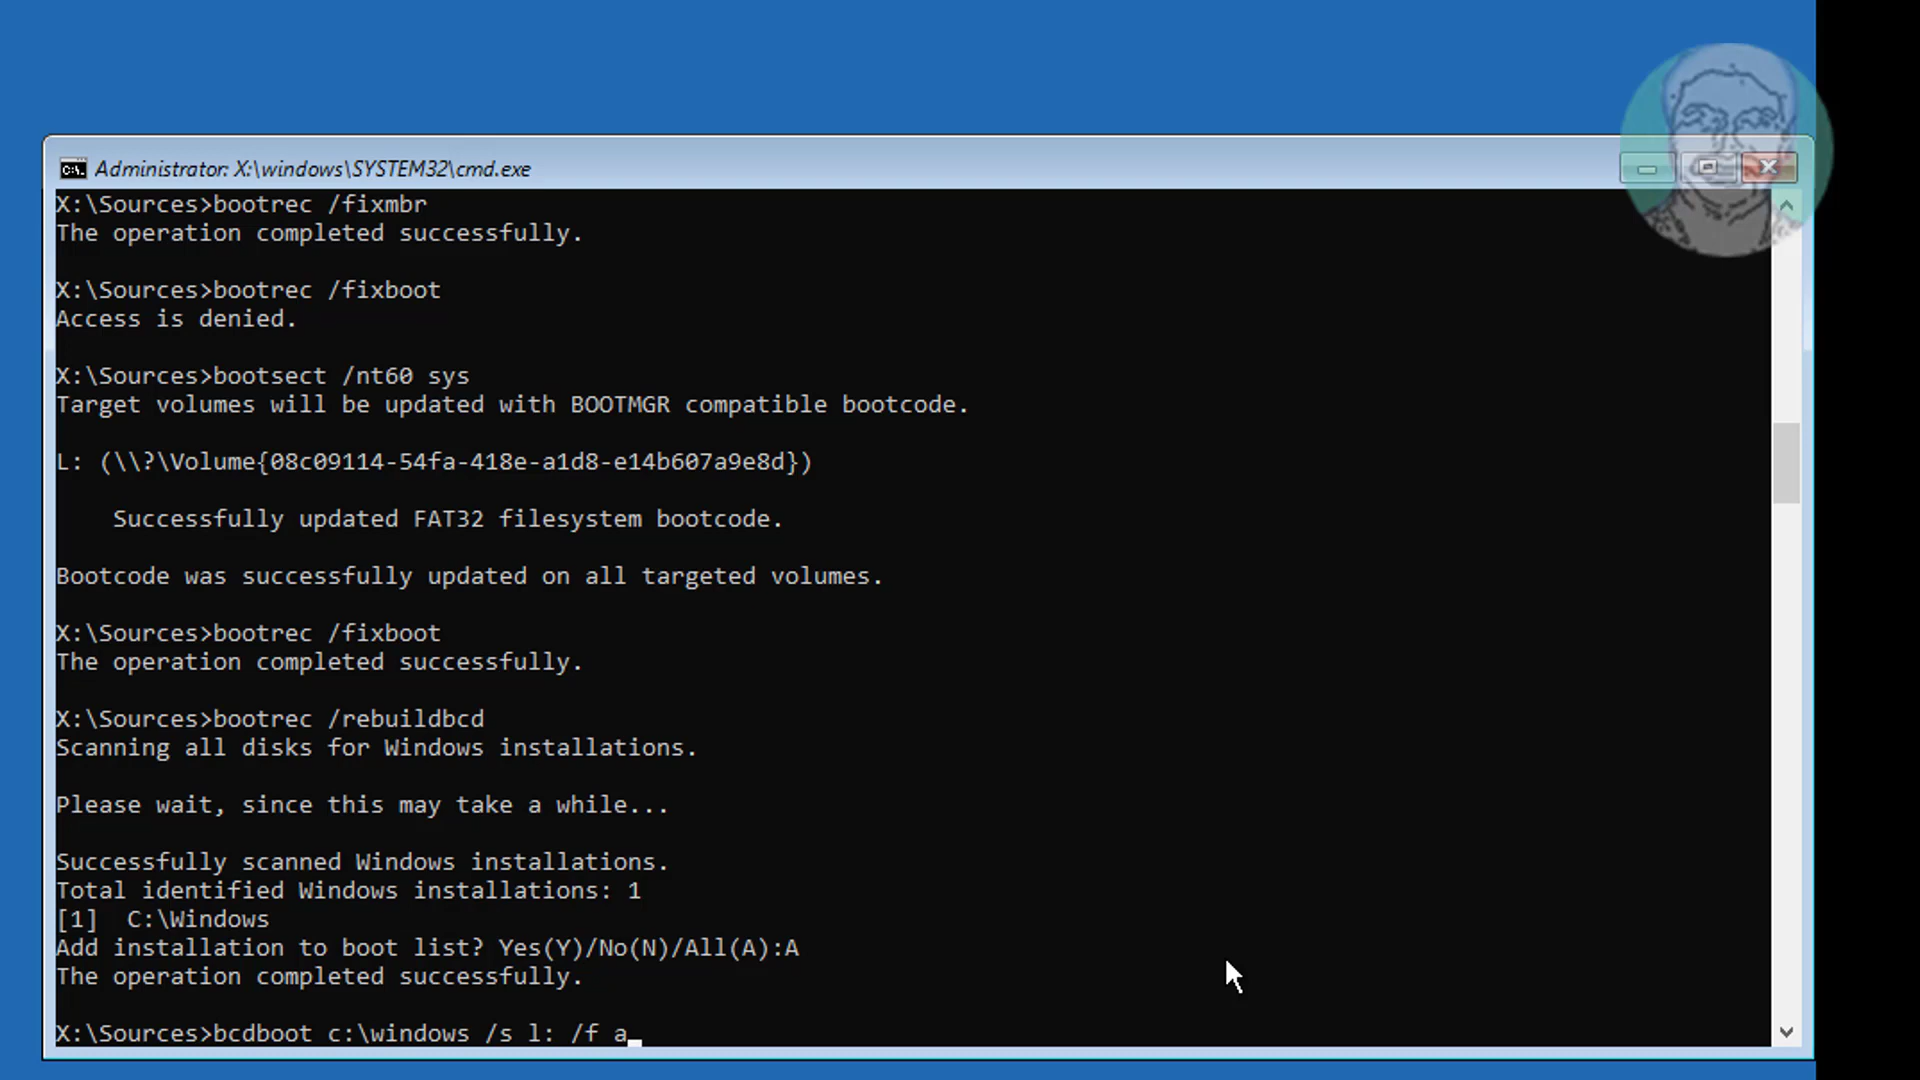 Administrator: X:\windows\SYSTEM32\cmd.exe
X:\Sources>bootrec /fixmbr
The operation completed successfully.
X:\Sources>bootrec /fixboot
Access is denied.
X:\Sources>bootsect /nt60 sys
Target volumes will be updated with BOOTMGR compatible bootcode.
L: (\\?\Volume{08c09114-54fa-418e-a1d8-e14b607a9e8d})
Successfully updated FAT32 filesystem bootcode.
Bootcode was successfully updated on all targeted volumes.
X:\Sources>bootrec /fixboot
The operation completed successfully.
X:\Sources>bootrec /rebuildbcd
Scanning all disks for Windows installations.
Please wait, since this may take a while...
Successfully scanned Windows installations.
Total identified Windows installations: 1
[1]  C:\Windows
Add installation to boot list? Yes(Y)/No(N)/All(A):A
The operation completed successfully.
X:\Sources>bcdboot c:\windows /s l: /f a